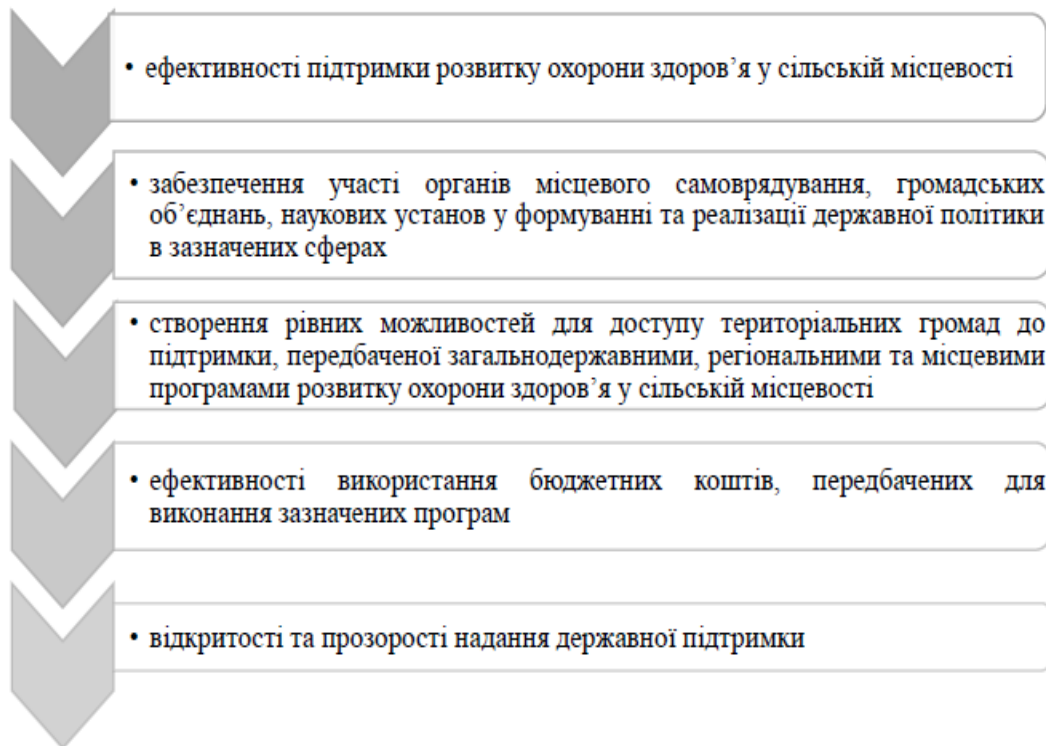 • ефективності підтримки розвитку охорони здоров’я у сільській місцевості
• забезпечення участі органів місцевого самоврядування, громадських
об’єднань, наукових установ у формуванні та реалізації державної політики
в зазначених сферах
• створення рівних можливостей для доступу територіальних громад до
підтримки, передбаченої загальнодержавними, регіональними та місцевими
програмами розвитку охорони здоров’я у сільській місцевості
• ефективності використання бюджетних коштів, передбачених для
виконання зазначених програм
• відкритості та прозорості надання державної підтримки